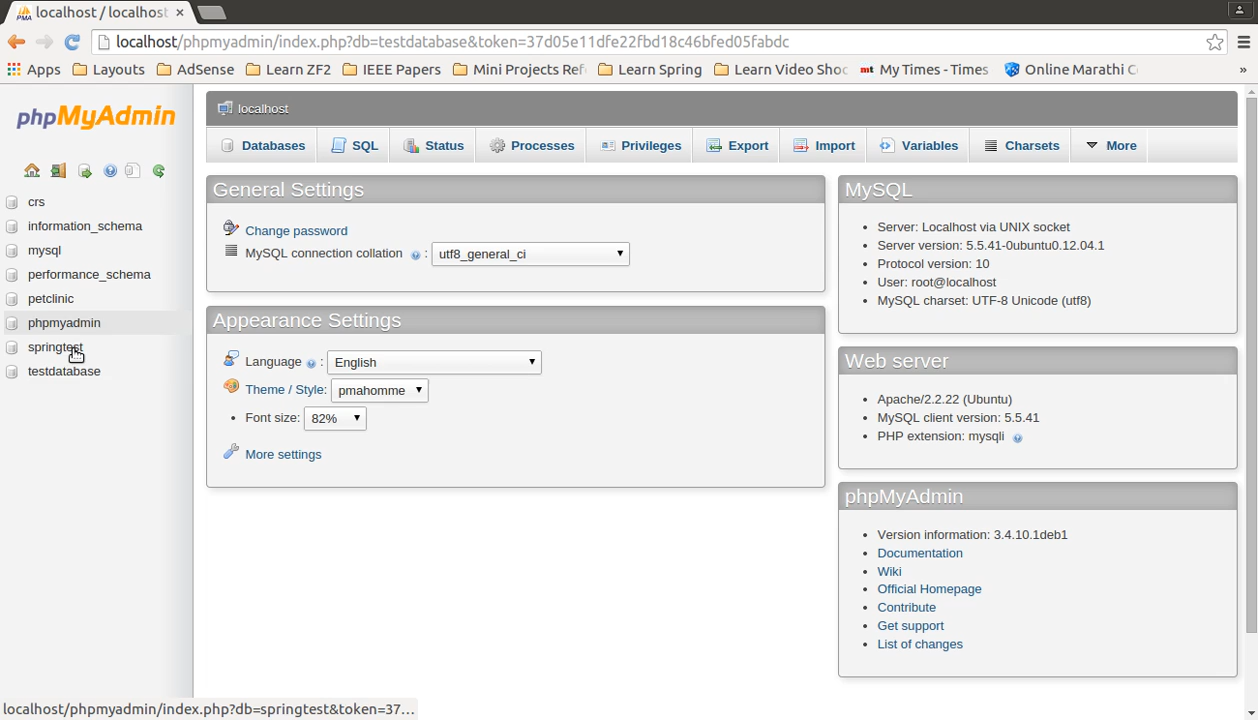 localhost / localhost
localhost/phpmyadmin/index.php?db=testdatabase&token=37d05e11dfe22fbd18c46bfed05fabdc
Apps Layouts AdSense Learn ZF2 IEEE Papers Mini Projects Ref Learn Spring Learn Video Shoc mt My Times - Times Online Marathi C »
phpMyAdmin
crs
information_schema
mysql
performance_schema
petclinic
phpmyadmin
springtest
testdatabase
localhost
Databases SQL Status Processes Privileges Export Import Variables Charsets More
General Settings
Change password
MySQL connection collation : utf8_general_ci
Appearance Settings
Language : English
Theme / Style: pmahomme
• Font size: 82%
More settings
MySQL
• Server: Localhost via UNIX socket
• Server version: 5.5.41-0ubuntu0.12.04.1
• Protocol version: 10
• User: root@localhost
• MySQL charset: UTF-8 Unicode (utf8)
Web server
• Apache/2.2.22 (Ubuntu)
• MySQL client version: 5.5.41
• PHP extension: mysqli
phpMyAdmin
• Version information: 3.4.10.1deb1
• Documentation
• Wiki
• Official Homepage
• Contribute
• Get support
• List of changes
localhost/phpmyadmin/index.php?db=springtest&token=37...